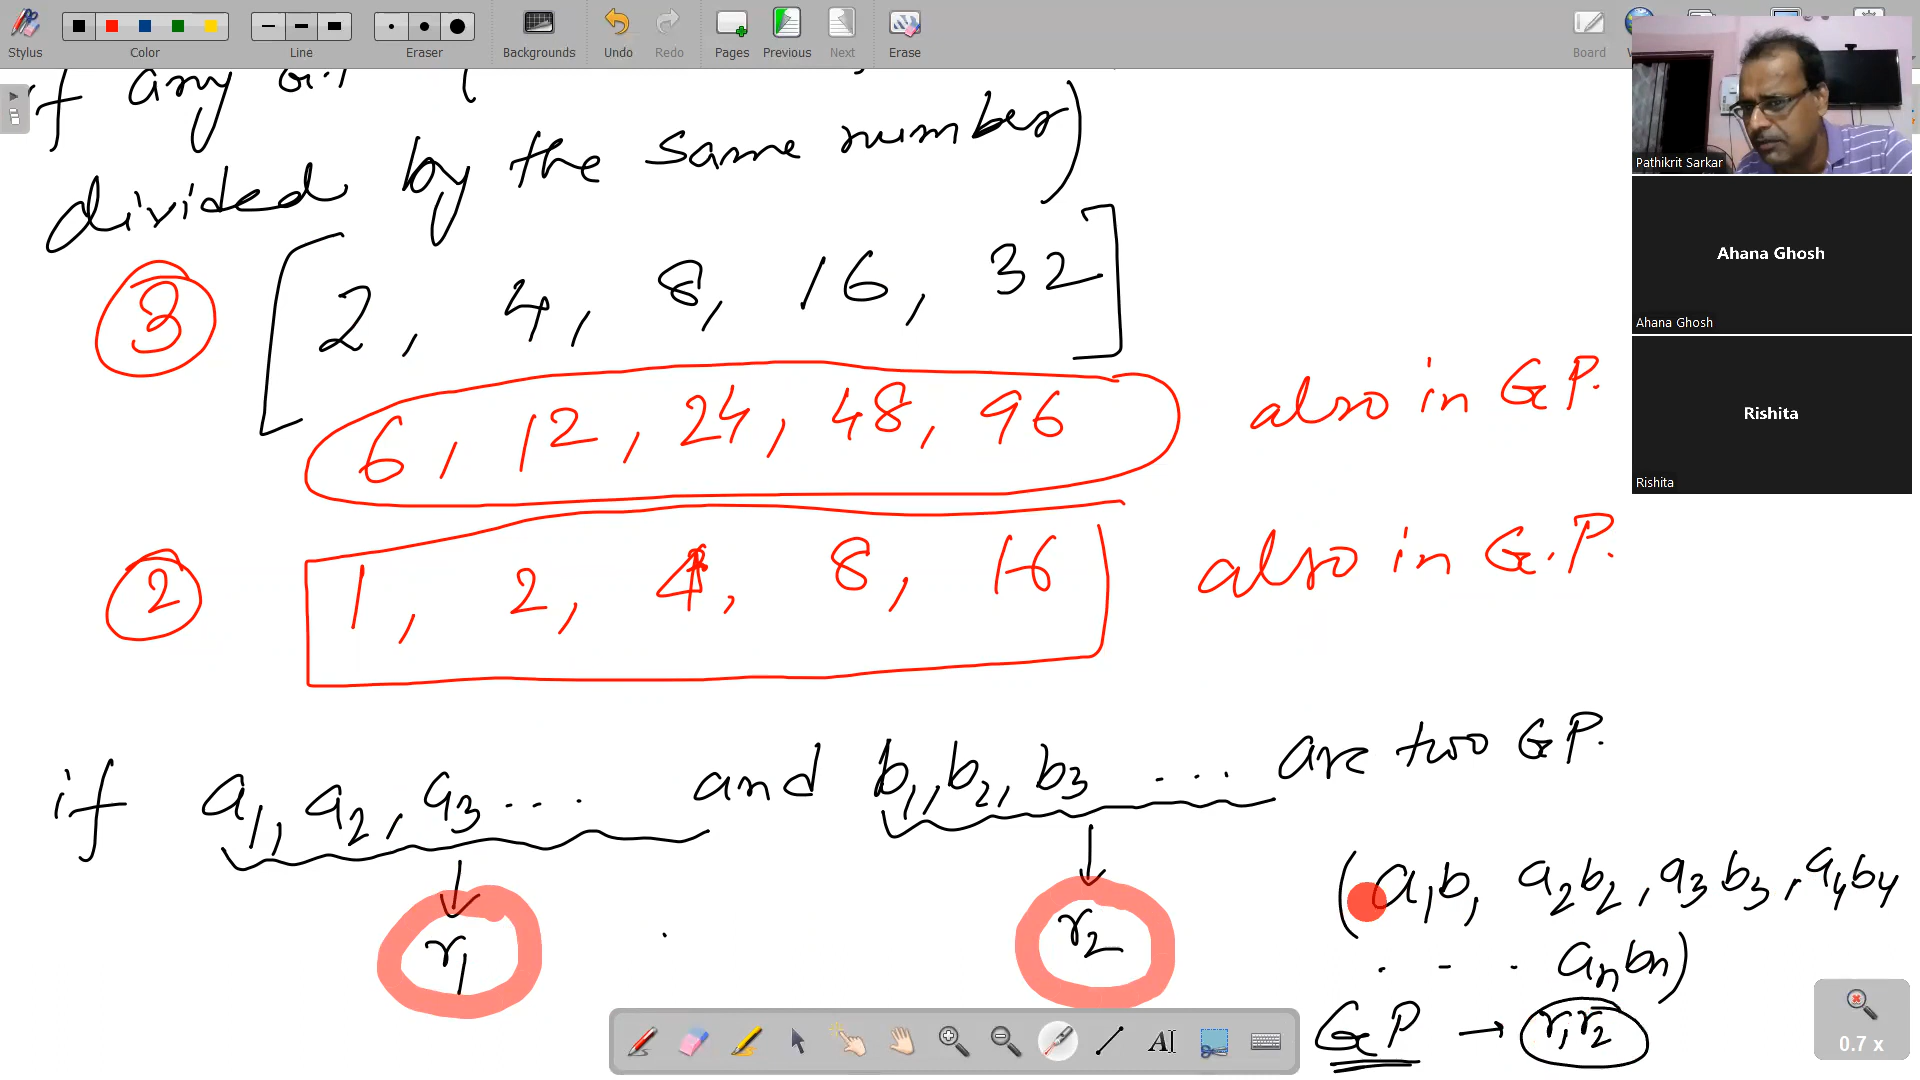 Stylus Color Line Eraser Backgrounds Undo Redo Pages Previous Next Erase Board
if any G.P
divided by the same number)
3 [2, 4, 8, 16, 32]
6, 12, 24, 48, 96 also in G.P.
2 1, 2, 4, 8, 16 also in G.P.
if a1, a2, a3 ... and b1, b2, b3 ... are two G.P.
r1 r2
(a1b1, a2b2, a3b3, a4b4
. - - . anbn)
GP → r1r2
Pathikrit Sarkar
Ahana Ghosh
Ahana Ghosh
Rishita
Rishita
AI
0.7 x